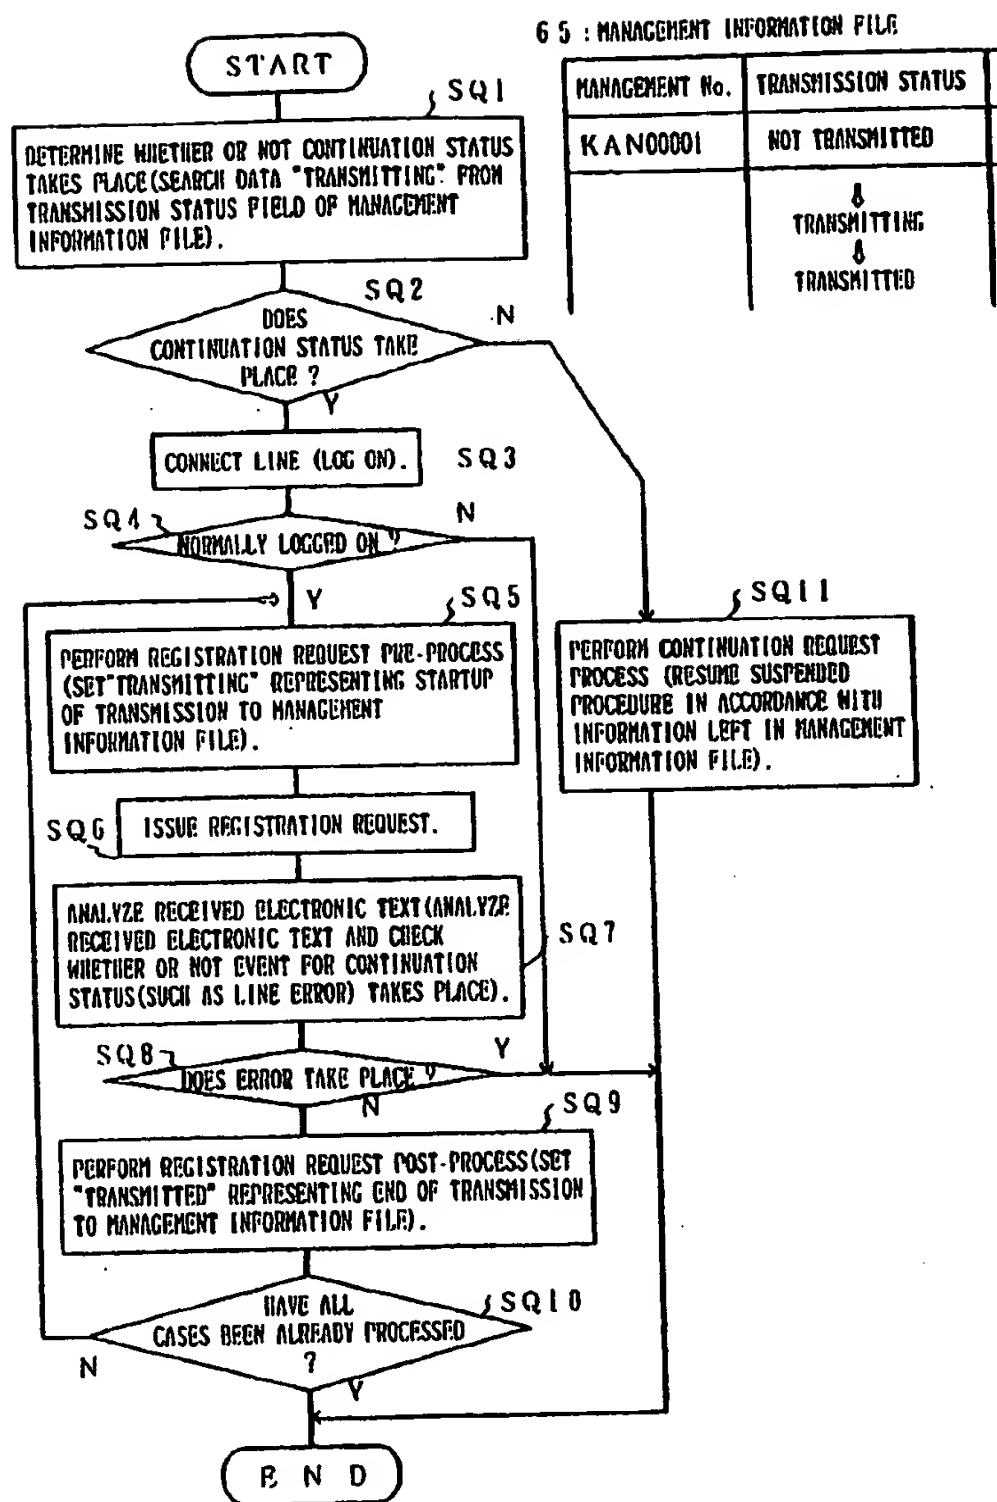 6 5 : MANAGEMENT INFORMATION FILE
MANAGEMENT No.
TRANSMISSION STATUS
KAN00001
NOT TRANSMITTED
TRANSMITTING
TRANSMITTED
START
SQ1
DETERMINE WHETHER OR NOT CONTINUATION STATUS
TAKES PLACE(SEARCH DATA "TRANSMITTING" FROM
TRANSMISSION STATUS FIELD OF MANAGEMENT
INFORMATION FILE).
SQ2
DOES
CONTINUATION STATUS TAKE
PLACE ?
N
Y
CONNECT LINE (LOG ON).
SQ3
SQ4
NORMALLY LOGGED ON ?
N
Y
SQ5
PERFORM REGISTRATION REQUEST PRE-PROCESS
(SET"TRANSMITTING" REPRESENTING STARTUP
OF TRANSMISSION TO MANAGEMENT
INFORMATION FILE).
SQ11
PERFORM CONTINUATION REQUEST
PROCESS (RESUME SUSPENDED
PROCEDURE IN ACCORDANCE WITH
INFORMATION LEFT IN MANAGEMENT
INFORMATION FILE).
SQ6
ISSUE REGISTRATION REQUEST.
ANALYZE RECEIVED ELECTRONIC TEXT(ANALYZE
RECEIVED ELECTRONIC TEXT AND CHECK
WHETHER OR NOT EVENT FOR CONTINUATION
STATUS(SUCH AS LINE ERROR) TAKES PLACE).
SQ7
SQ8
DOES ERROR TAKE PLACE ?
Y
N
SQ9
PERFORM REGISTRATION REQUEST POST-PROCESS(SET
"TRANSMITTED" REPRESENTING END OF TRANSMISSION
TO MANAGEMENT INFORMATION FILE).
SQ10
HAVE ALL
CASES BEEN ALREADY PROCESSED
?
N
Y
E N D